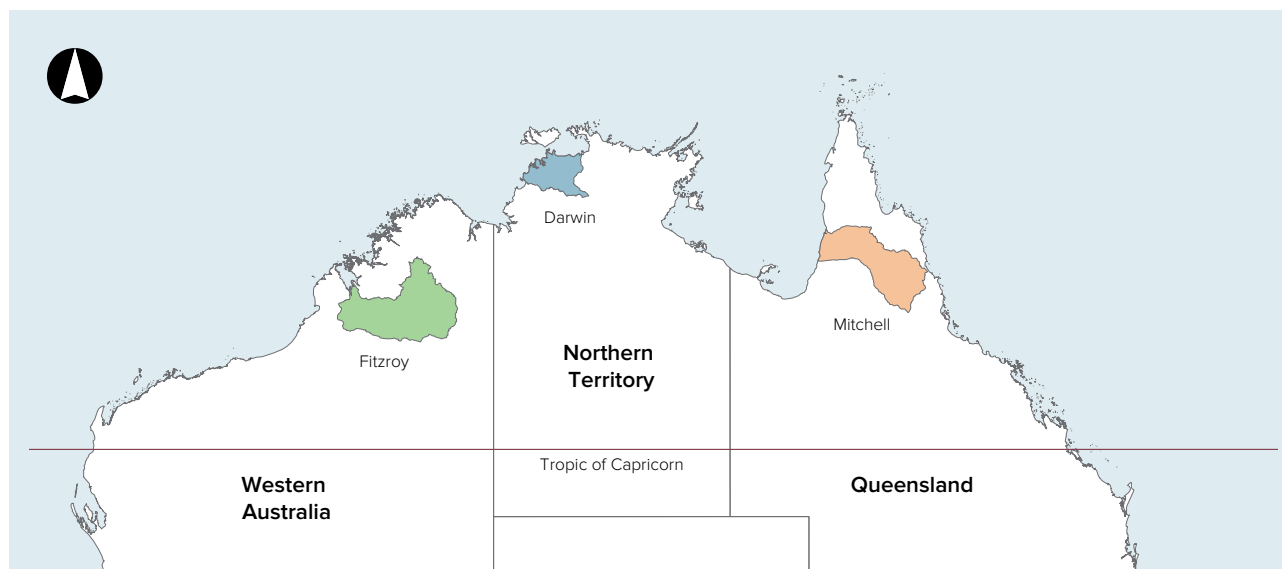 Darwin
Mitchell
Fitzroy
Northern
Territory
Tropic of Capricorn
Western
Australia
Queensland